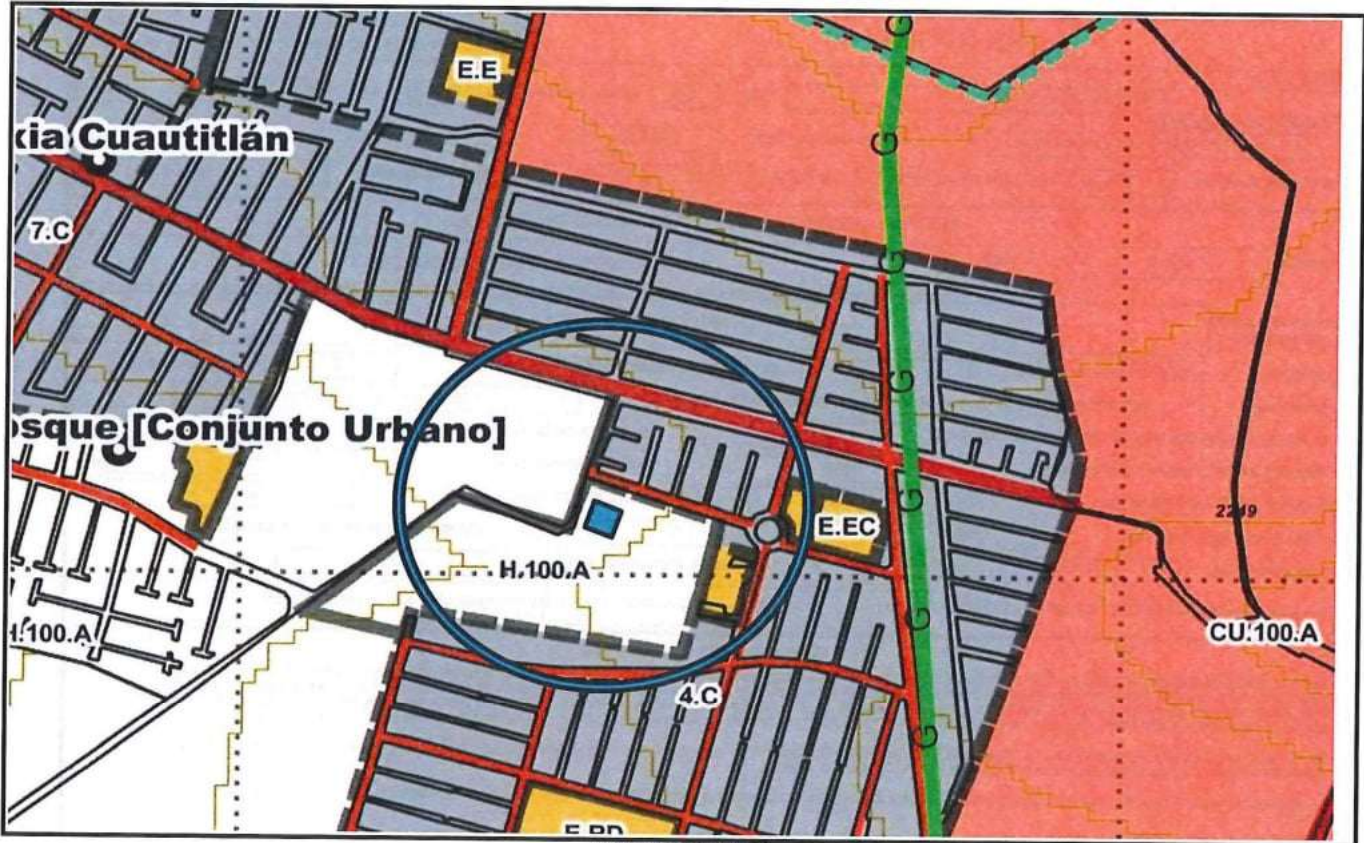 G
E.E
xia Cuautitlán
G
7.C
G
G
osque [Conjunto Urbano]
G
E.EC
2249
H.100.A
G
H.100.A
CU.100.A
4.C
G